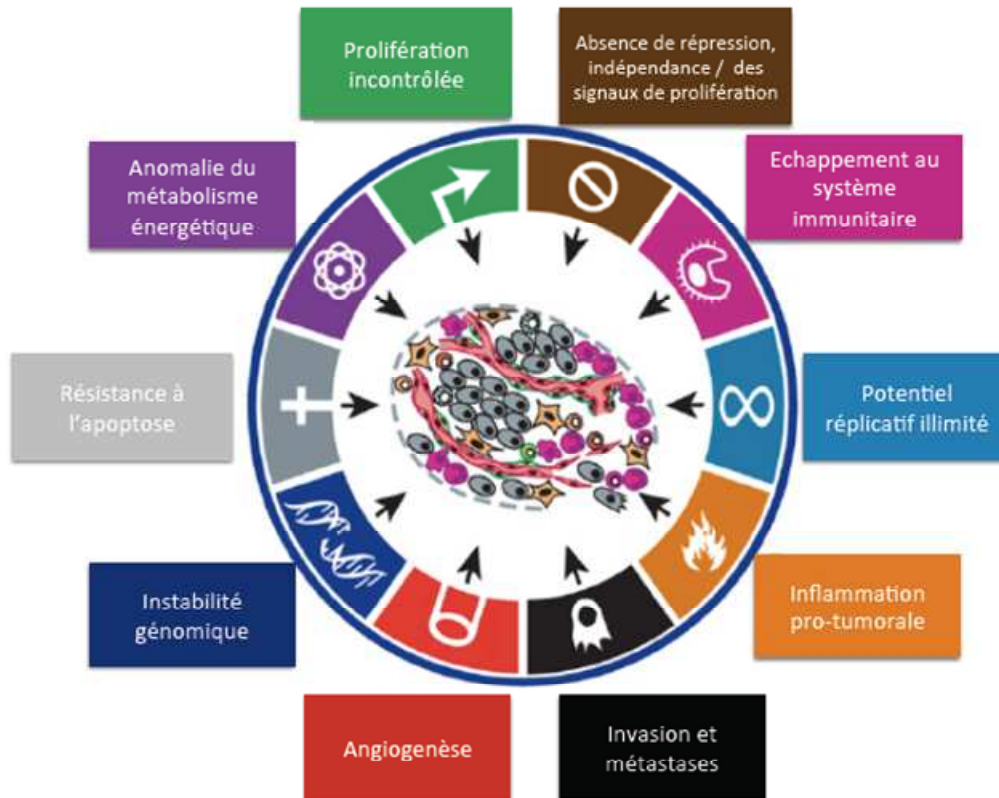 Prolifération
incontrôlée
Absence de répression,
indépendance / des
signaux de prolifération
Anomalie du
métabolisme
énergétique
Echappement au
système
immunitaire
Résistance à
l'apoptose
Potentiel
réplicatif illimité
Instabilité
génomique
Inflammation
pro-tumorale
Angiogenèse
Invasion et
métastases